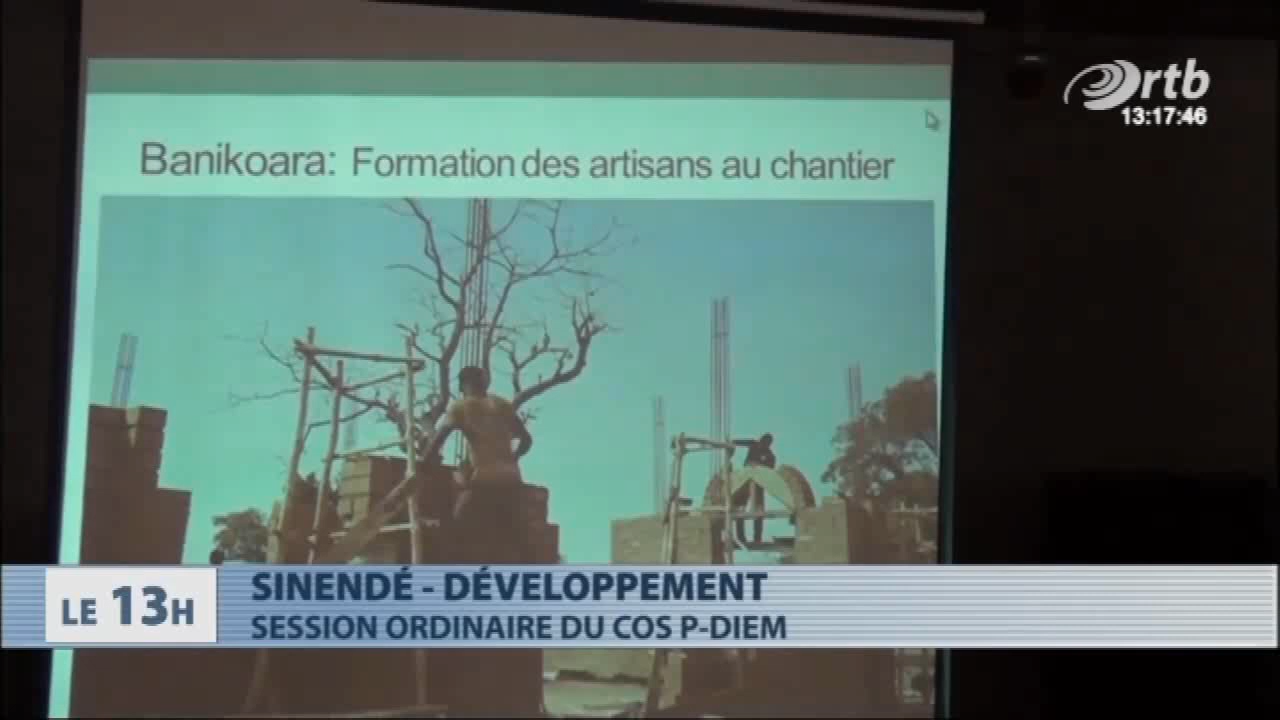 ortb
13:17:46
Banikoara: Formation des artisans au chantier
LE 13H
SINENDÉ - DÉVELOPPEMENT
SESSION ORDINAIRE DU COS P-DIEM